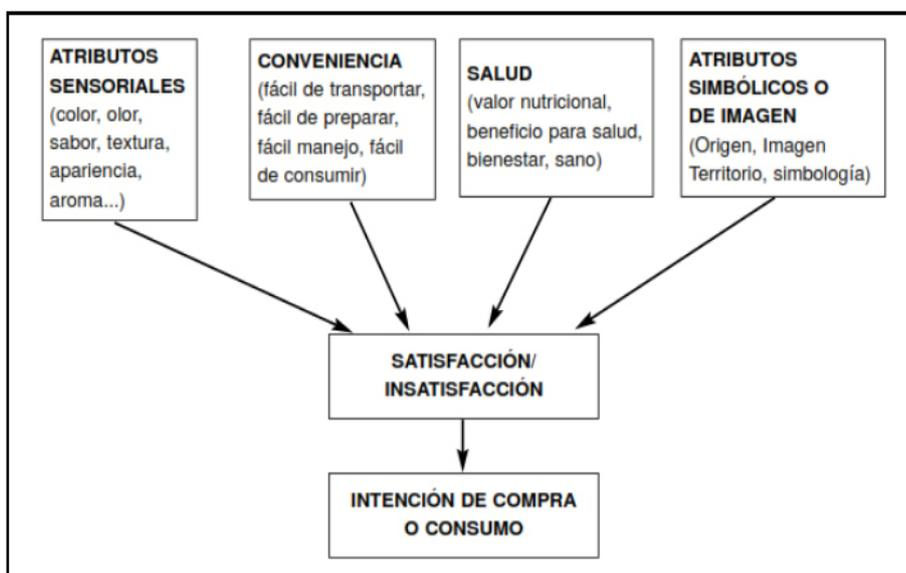 ATRIBUTOS
SENSORIALES
(color, olor,
sabor, textura,
apariencia,
aroma...)
CONVENIENCIA
(fácil de transportar,
fácil de preparar,
fácil manejo, fácil
de consumir)
SALUD
(valor nutricional,
beneficio para salud,
bienestar, sano)
ATRIBUTOS
SIMBÓLICOS O
DE IMAGEN
(Origen, Imagen
Territorio, simbología)
SATISFACCIÓN/
INSATISFACCIÓN
INTENCIÓN DE COMPRA
O CONSUMO